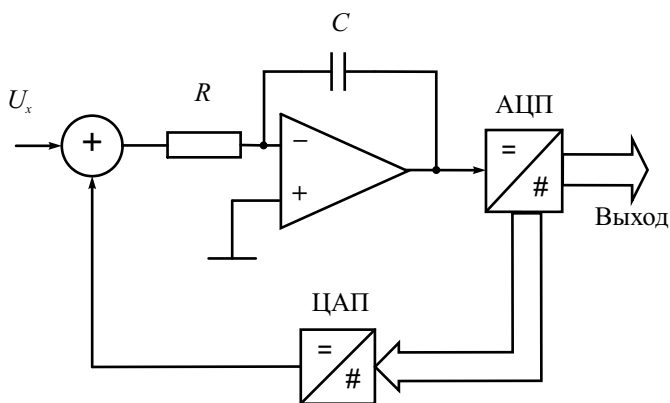 C
R
U_x
+
−
+
АЦП
=
#
Выход
ЦАП
=
#